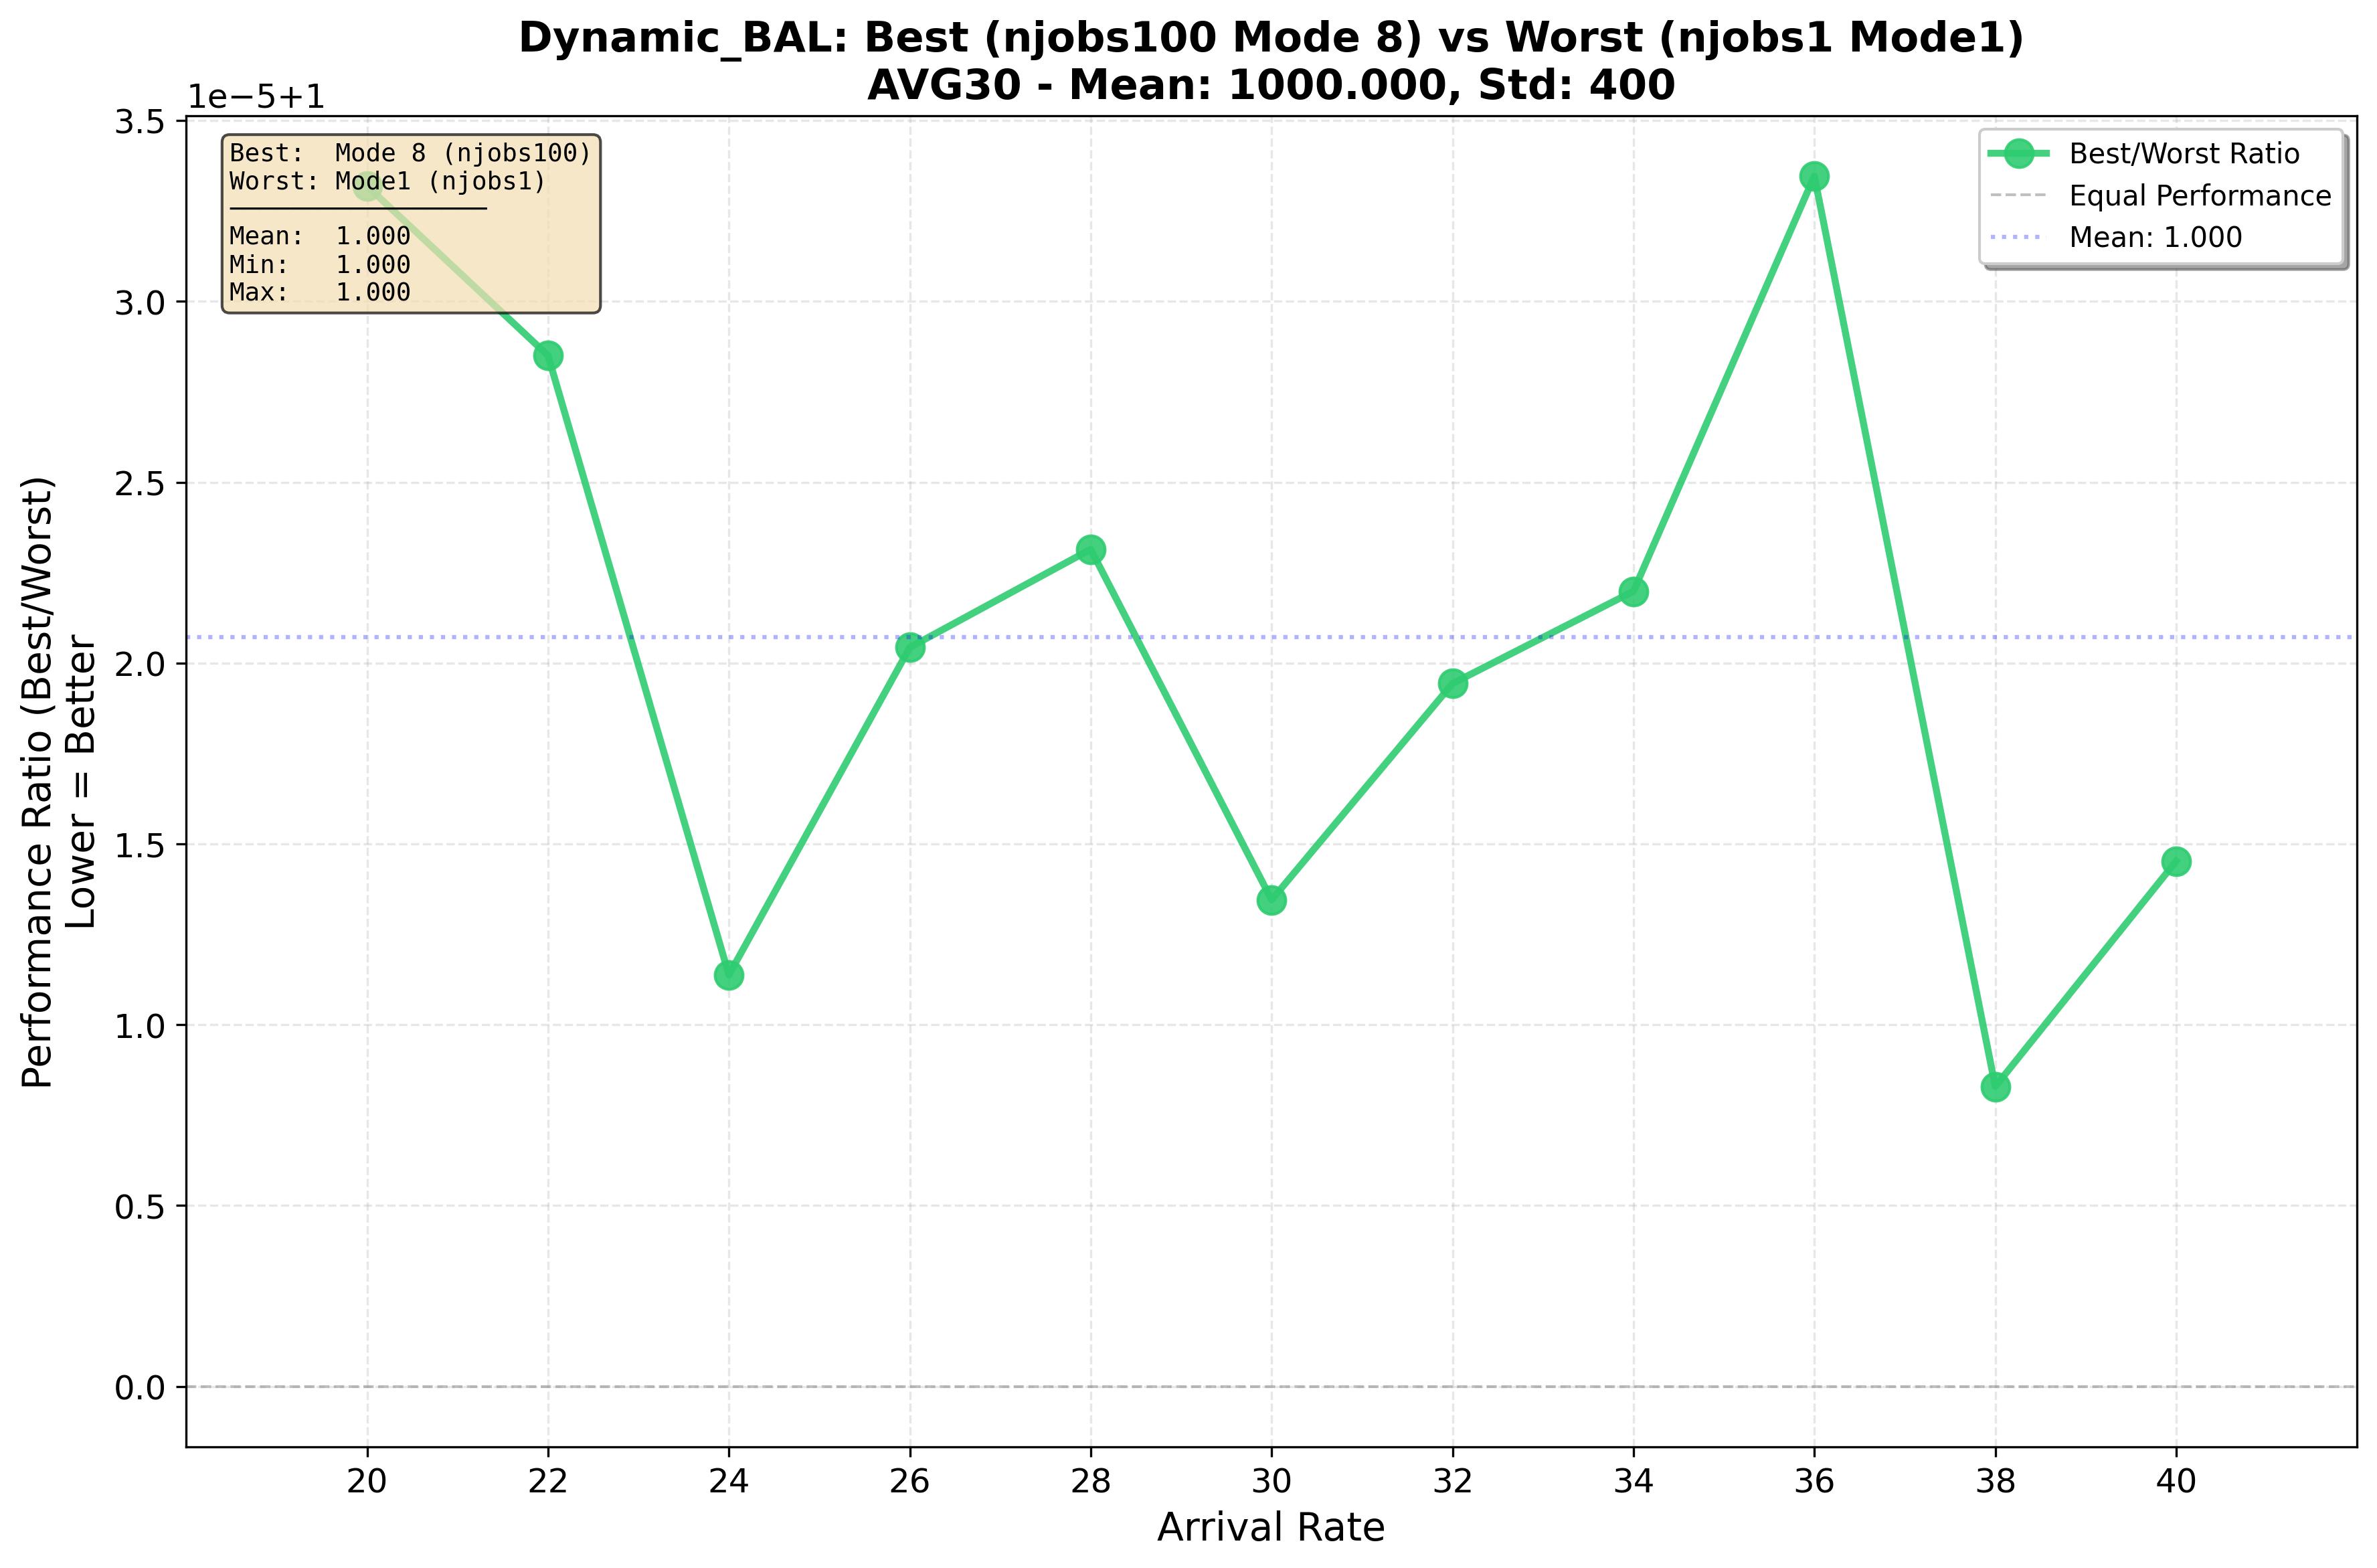 Dynamic_BAL: Best (njobs100 Mode 8) vs Worst (njobs1 Mode1)
AVG30 - Mean: 1000.000, Std: 400
1e−5+1
3.5
3.0
2.5
2.0
1.5
1.0
0.5
0.0
Performance Ratio (Best/Worst)
Lower = Better
Best:  Mode 8 (njobs100)
Worst: Mode1 (njobs1)
Mean:  1.000
Min:   1.000
Max:   1.000
Best/Worst Ratio
Equal Performance
Mean: 1.000
20 22 24 26 28 30 32 34 36 38 40
Arrival Rate